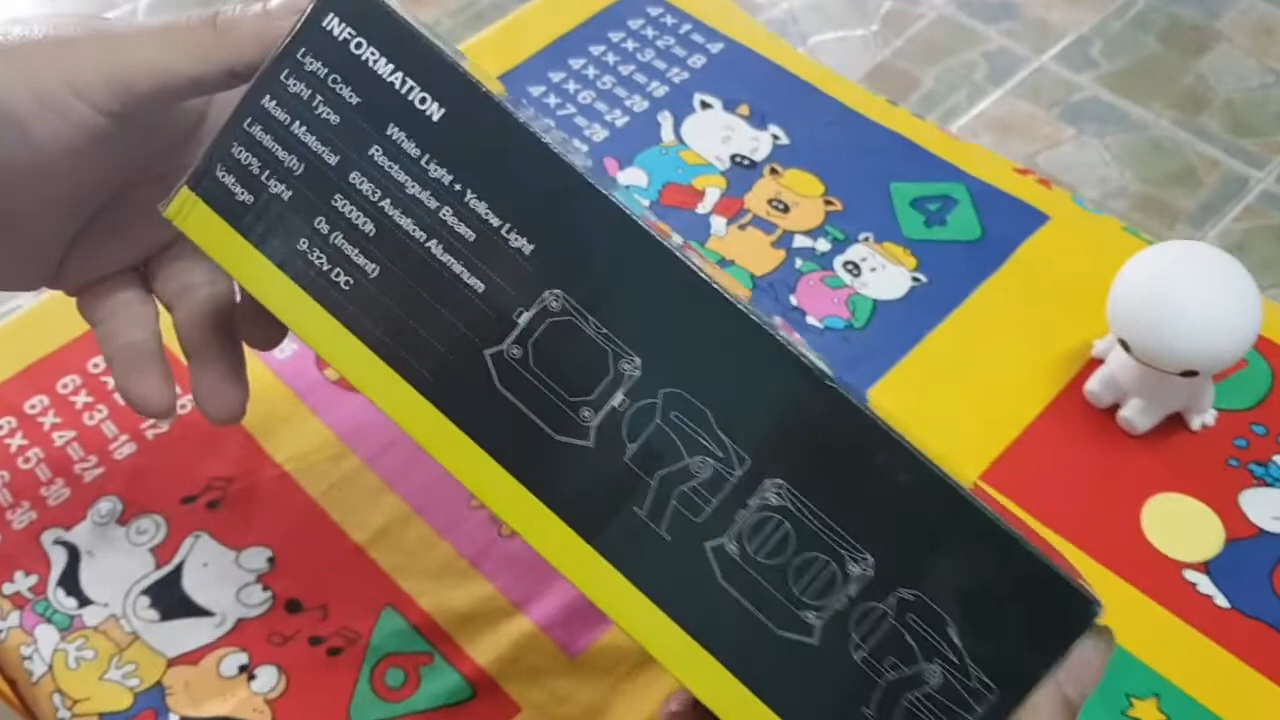 INFORMATION
Light Color White Light + Yellow Light
Light Type Rectangular Beam
Main Material 6063 Aviation Aluminum
Lifetime(h) 50000h
100% Light 0s (Instant)
Voltage 9-32v DC
4×1=4
4×2=8
4×3=12
4×4=16
4×5=20
4×6=24
4×7=28
4
6×3=18
6×4=24
6×5=30
6